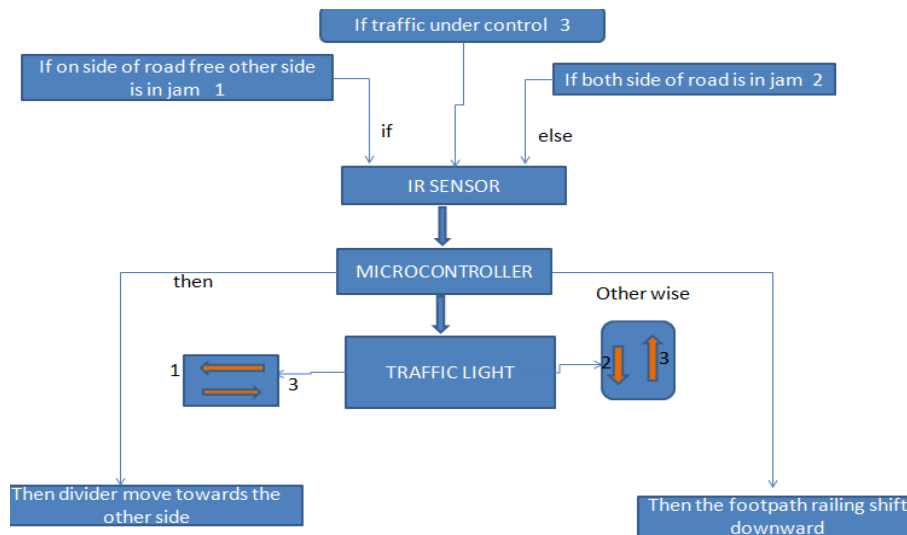 If traffic under control 3
If on side of road free other side
is in jam 1
If both side of road is in jam 2
if
else
IR SENSOR
MICROCONTROLLER
then
Other wise
TRAFFIC LIGHT
1
3
2
3
Then divider move towards the
other side
Then the footpath railing shift
downward